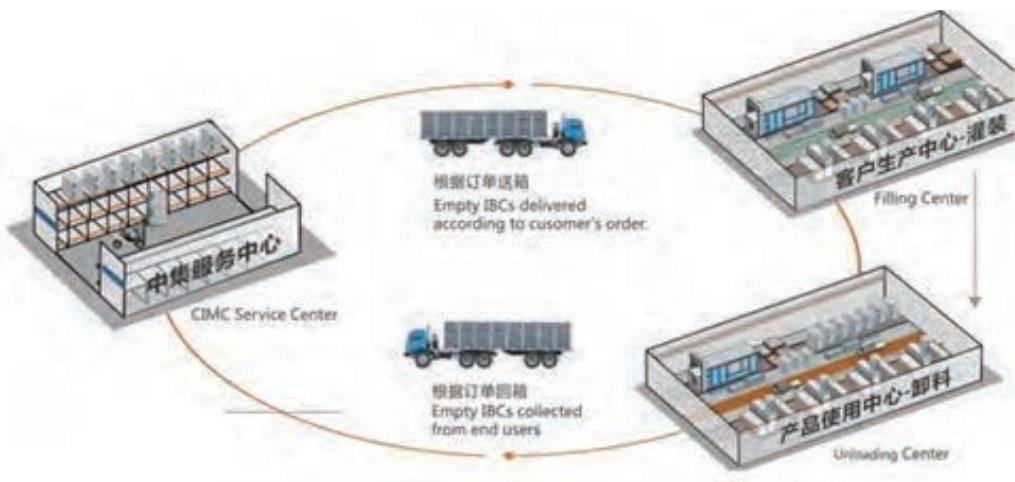 根据订单送箱
Empty IBCs delivered
according to cusomer's order.
客户生产中心-灌装
Filling Center
中集服务中心
CIMC Service Center
根据订单回箱
Empty IBCs collected
from end users
产品使用中心-卸料
Unloading Center